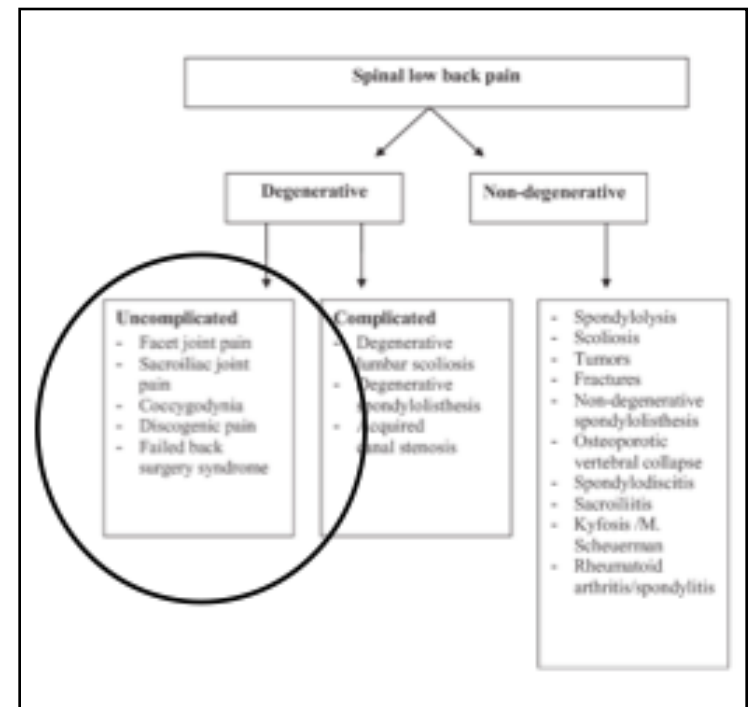 Spinal low back pain
Degenerative
Non-degenerative
Uncomplicated
- Facet joint pain
- Sacroiliac joint
pain
- Coccygodynia
- Discogenic pain
- Failed back
surgery syndrome
Complicated
- Degenerative
lumbar scoliosis
- Degenerative
spondylolisthesis
- Acquired
canal stenosis
- Spondylolysis
- Scoliosis
- Tumors
- Fractures
- Non-degenerative
spondylolisthesis
- Osteoporotic
vertebral collapse
- Spondylodiscitis
- Sacroiliitis
- Kyfosis /M.
Scheuerman
- Rheumatoid
arthritis/spondylitis